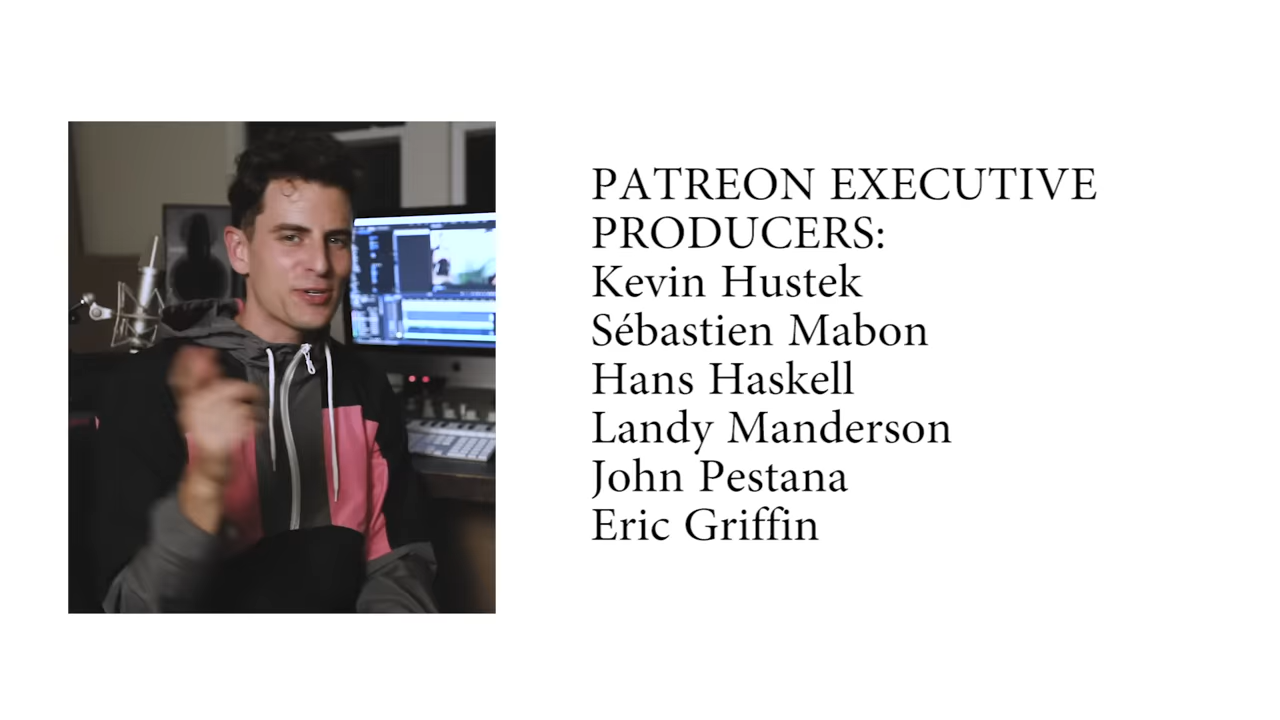 PATREON EXECUTIVE
PRODUCERS:
Kevin Hustek
Sébastien Mabon
Hans Haskell
Landy Manderson
John Pestana
Eric Griffin